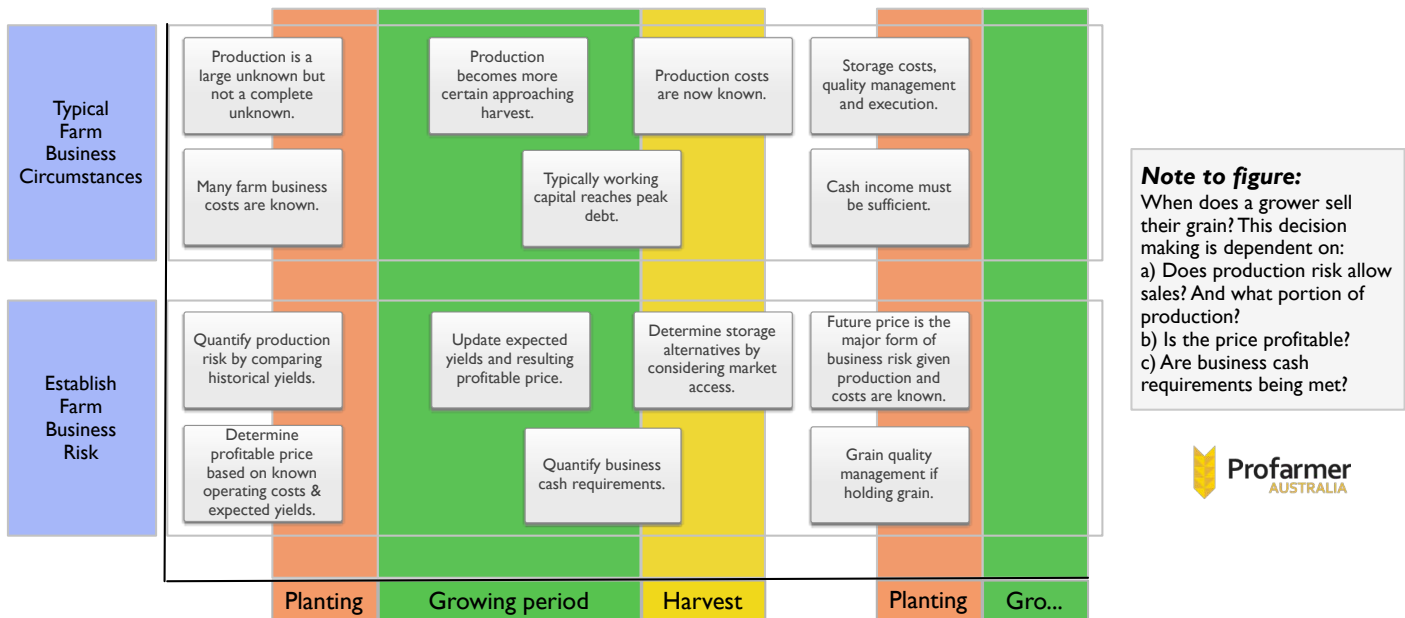 Typical
Farm
Business
Circumstances
Production is a
large unknown but
not a complete
unknown.
Production
becomes more
certain approaching
harvest.
Production costs
are now known.
Storage costs,
quality management
and execution.
Many farm business
costs are known.
Typically working
capital reaches peak
debt.
Cash income must
be sufficient.
Establish
Farm
Business
Risk
Quantify production
risk by comparing
historical yields.
Update expected
yields and resulting
profitable price.
Determine storage
alternatives by
considering market
access.
Future price is the
major form of
business risk given
production and
costs are known.
Determine
profitable price
based on known
operating costs &
expected yields.
Quantify business
cash requirements.
Grain quality
management if
holding grain.
Planting
Growing period
Harvest
Planting
Gro...
Note to figure:
When does a grower sell
their grain? This decision
making is dependent on:
a) Does production risk allow
sales? And what portion of
production?
b) Is the price profitable?
c) Are business cash
requirements being met?
Profarmer
AUSTRALIA